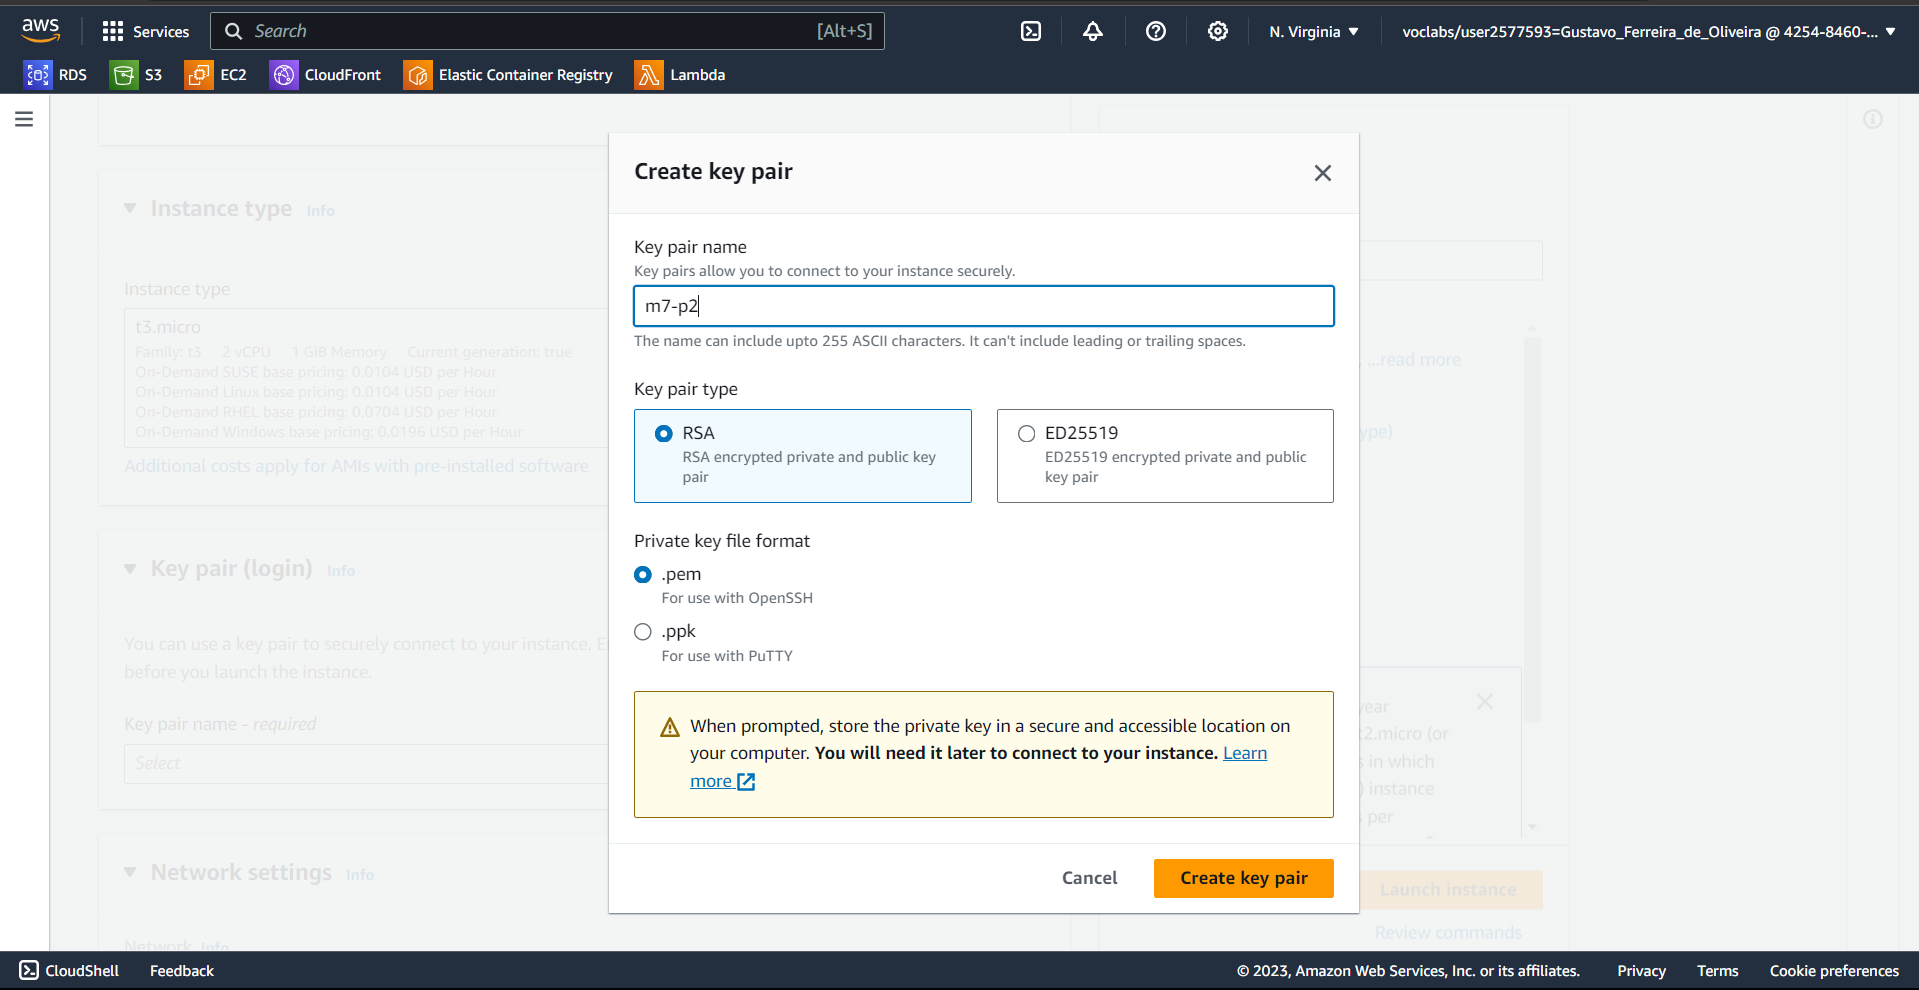 aws
Services
Search
[Alt+S]
N. Virginia
voclabs/user2577593=Gustavo_Ferreira_de_Oliveira @ 4254-8460-...
RDS
S3
EC2
CloudFront
Elastic Container Registry
Lambda
Instance type Info
Instance type
t3.micro
Family: t3 2 vCPU 1 GiB Memory Current generation: true
On-Demand SUSE base pricing: 0.0104 USD per Hour
On-Demand Linux base pricing: 0.0104 USD per Hour
On-Demand RHEL base pricing: 0.0704 USD per Hour
On-Demand Windows base pricing: 0.0196 USD per Hour
Additional costs apply for AMIs with pre-installed software
Key pair (login) Info
You can use a key pair to securely connect to your instance. E
before you launch the instance.
Key pair name - required
Select
Network settings Info
Network Info
Create key pair
Key pair name
Key pairs allow you to connect to your instance securely.
m7-p2
The name can include upto 255 ASCII characters. It can't include leading or trailing spaces.
Key pair type
RSA
RSA encrypted private and public key
pair
ED25519
ED25519 encrypted private and public
key pair
Private key file format
.pem
For use with OpenSSH
.ppk
For use with PuTTY
When prompted, store the private key in a secure and accessible location on
your computer. You will need it later to connect to your instance. Learn
more
Cancel
Create key pair
, ...read more
ype)
year
t2.micro (or
s in which
) instance
s per
Launch instance
Review commands
CloudShell
Feedback
© 2023, Amazon Web Services, Inc. or its affiliates.
Privacy
Terms
Cookie preferences